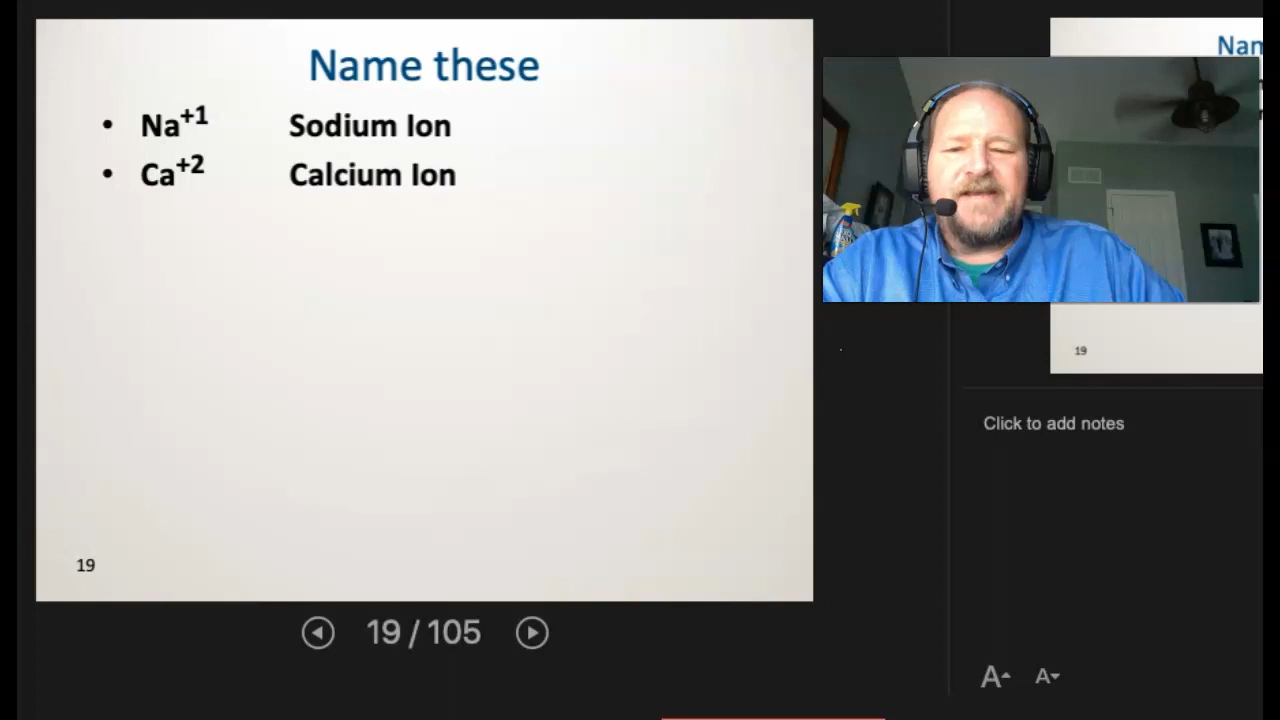 Name these
• Na+1 Sodium Ion
• Ca+2 Calcium Ion
19
19 / 105
Nam
19
Click to add notes
A A